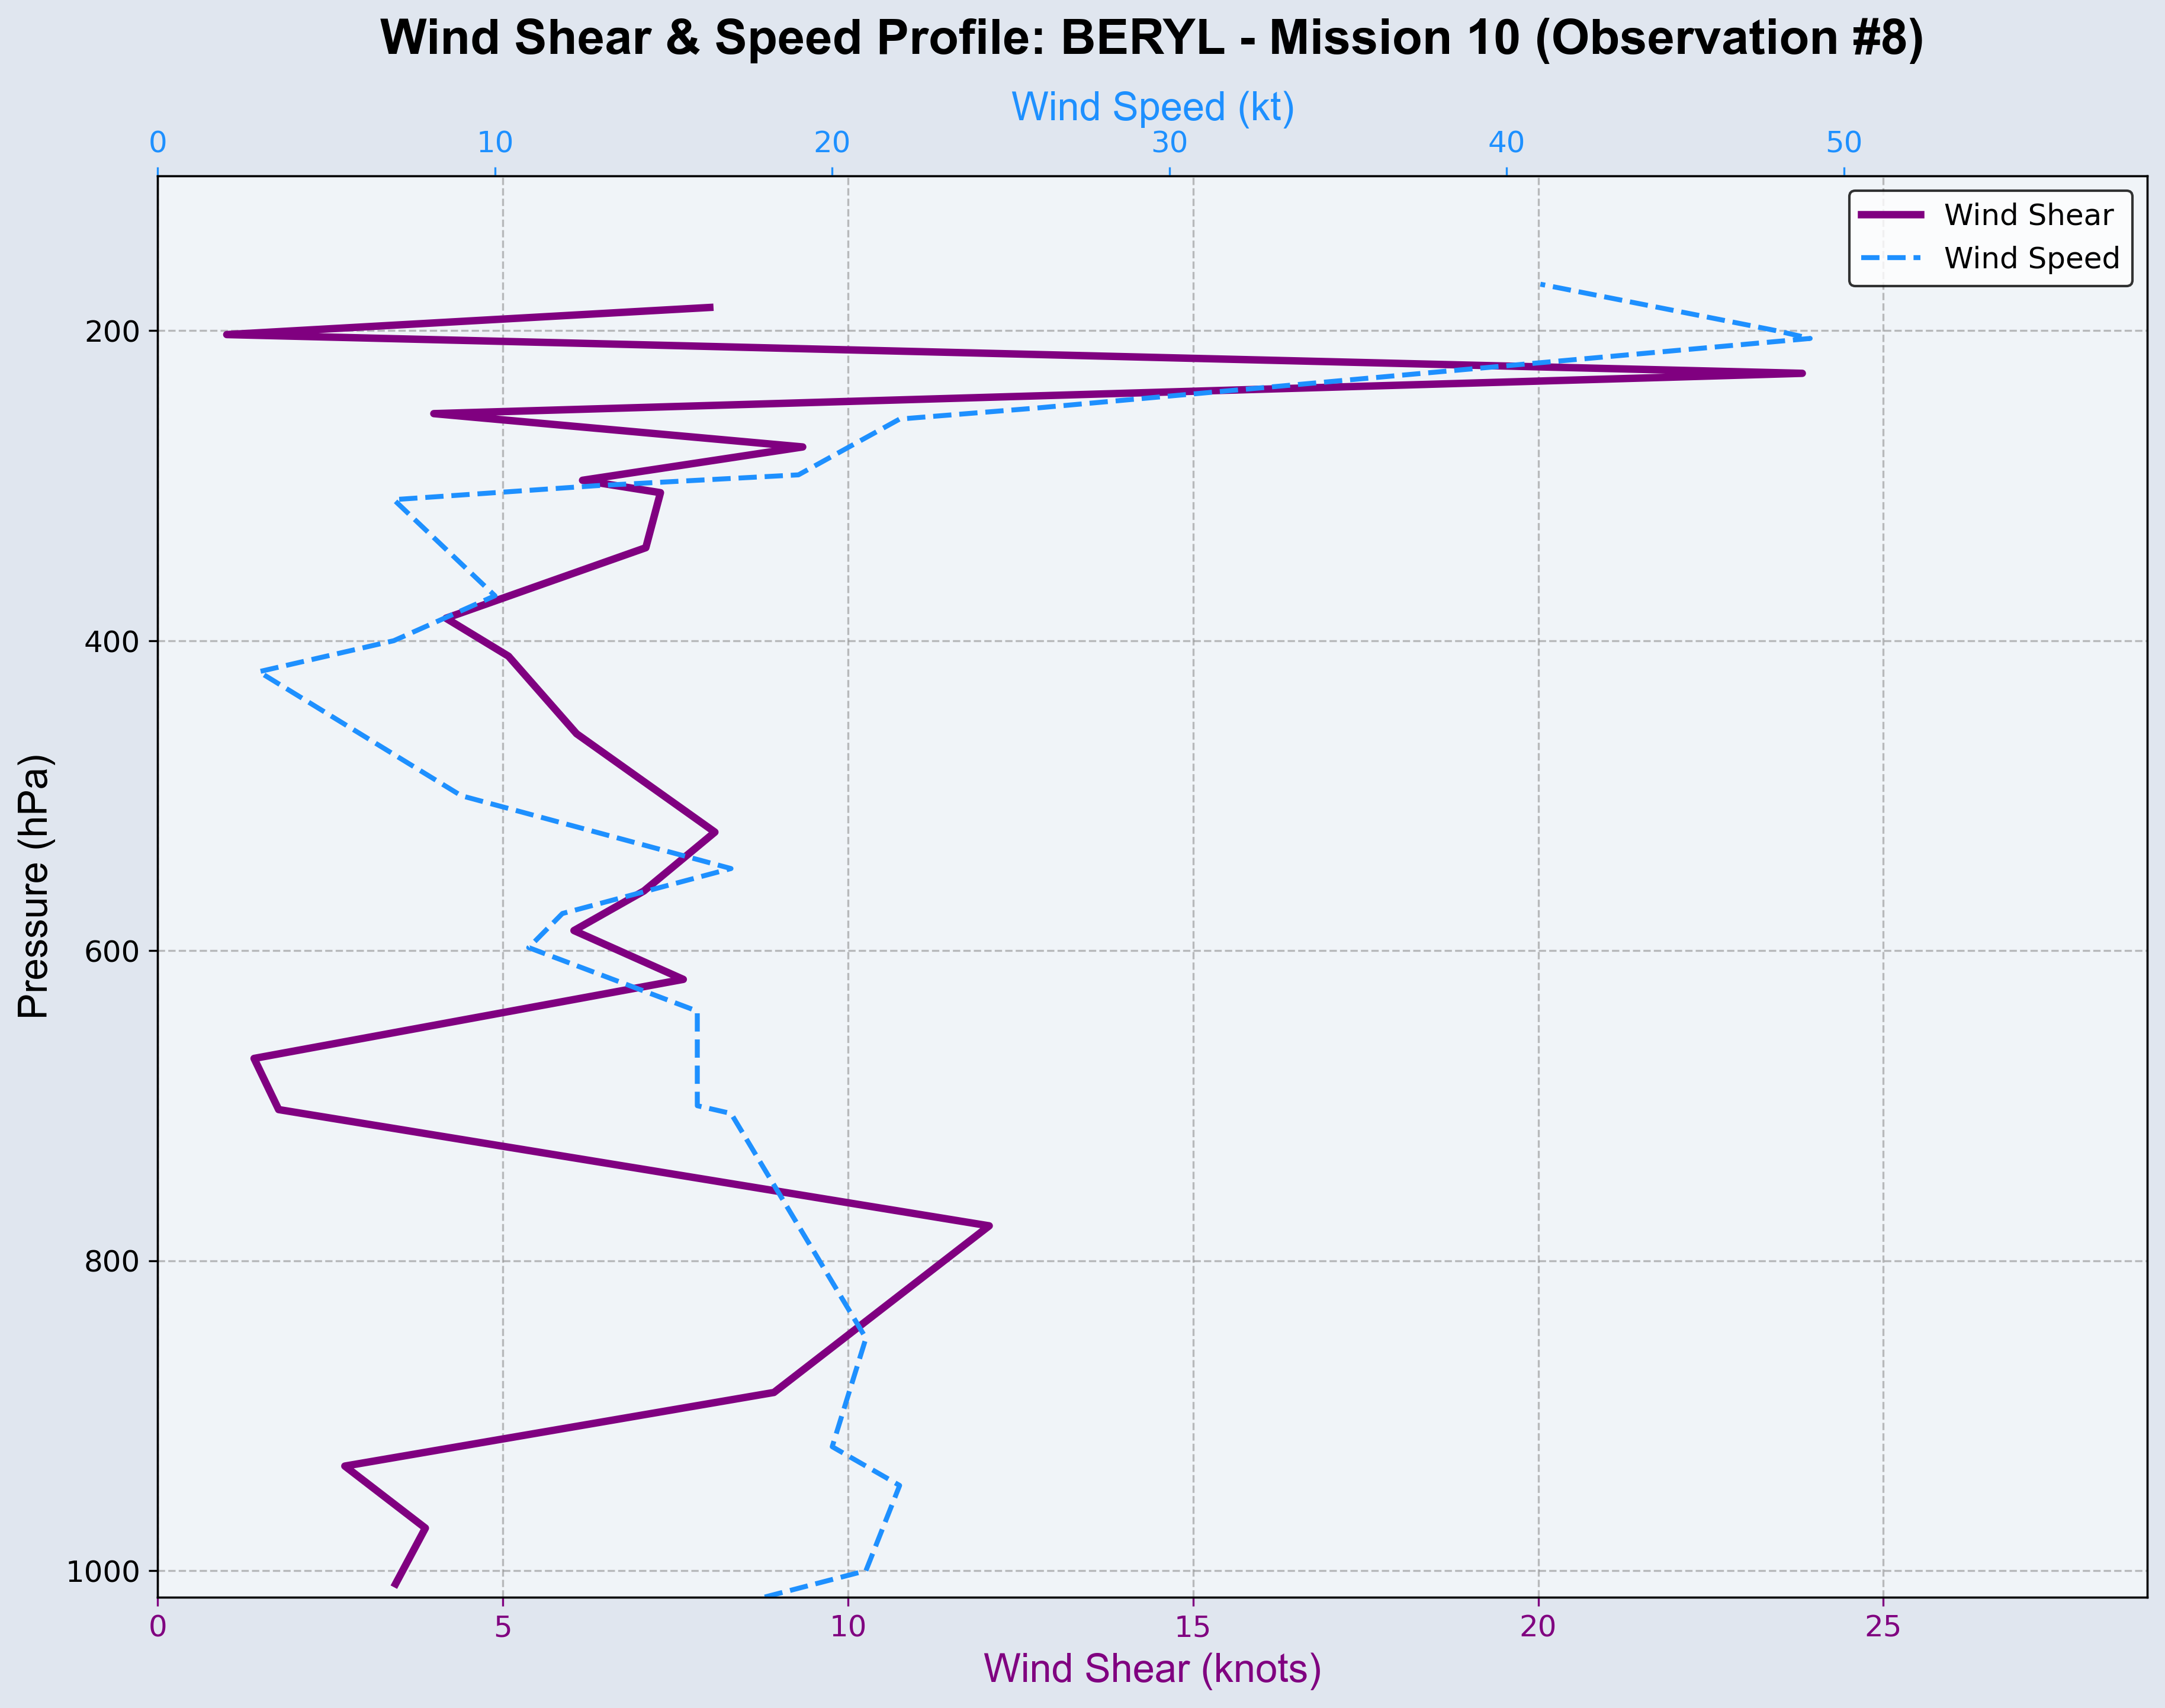 Wind Shear & Speed Profile: BERYL - Mission 10 (Observation #8)
Wind Speed (kt)
0 10 20 30 40 50
Wind Shear
Wind Speed
200
400
600
800
1000
Pressure (hPa)
0 5 10 15 20 25
Wind Shear (knots)